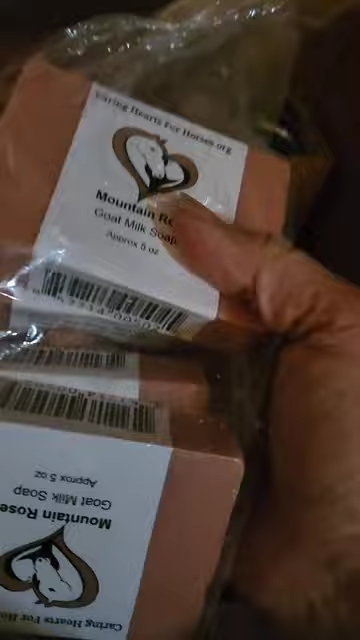 Caring Hearts For Horses.org
Mountain Ro
Goat Milk Soap
Approx 5 oz
Approx 5 oz
Goat Milk Soap
Mountain Rose
Caring Hearts For Ho